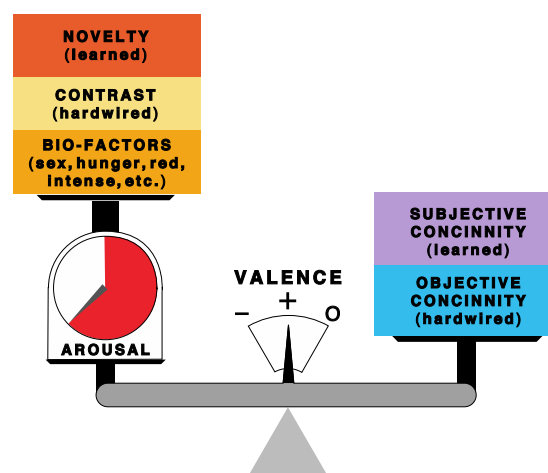 NOVELTY
(learned)
CONTRAST
(hardwired)
BIO-FACTORS
(sex, hunger, red,
intense, etc.)
AROUSAL
VALENCE
– + O
SUBJECTIVE
CONCINNITY
(learned)
OBJECTIVE
CONCINNITY
(hardwired)